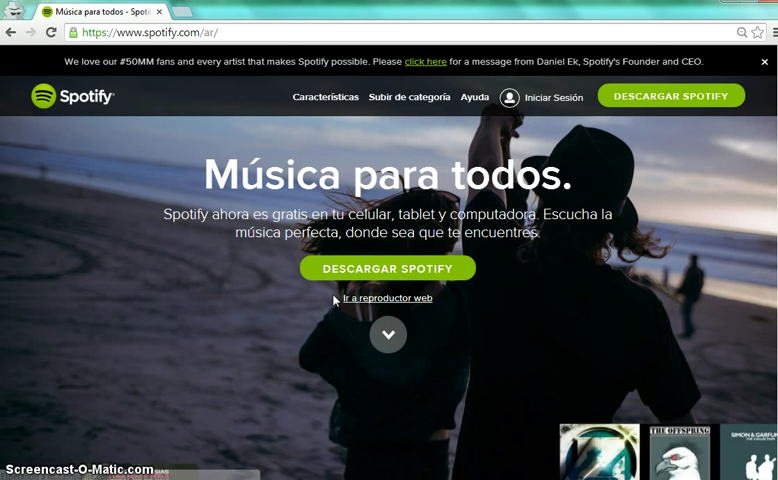 Música para todos - Spoti
https://www.spotify.com/ar/
We love our #50MM fans and every artist that makes Spotify possible. Please click here for a message from Daniel Ek, Spotify's Founder and CEO.
Spotify
Características
Subir de categoría
Ayuda
Iniciar Sesión
DESCARGAR SPOTIFY
Música para todos.
Spotify ahora es gratis en tu celular, tablet y computadora. Escucha la
música perfecta, donde sea que te encuentres.
DESCARGAR SPOTIFY
Ir a reproductor web
THE OFFSPRING
SIMON & GARFUN
THE COLLECTION
Screencast-O-Matic.com